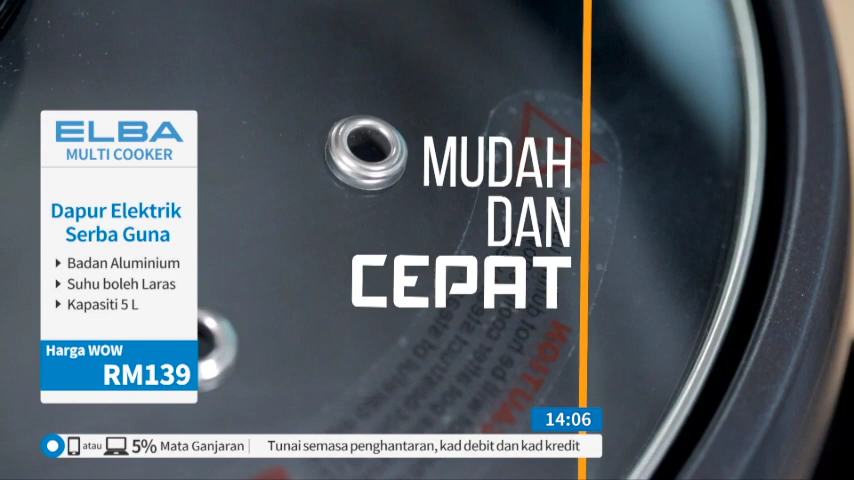 ELBA
MULTI COOKER
Dapur Elektrik
Serba Guna
Badan Aluminium
Suhu boleh Laras
Kapasiti 5 L
Harga WOW
RM139
MUDAH
DAN
CEPAT
14:06
atau 5% Mata Ganjaran Tunai semasa penghantaran, kad debit dan kad kredit
CAUTION